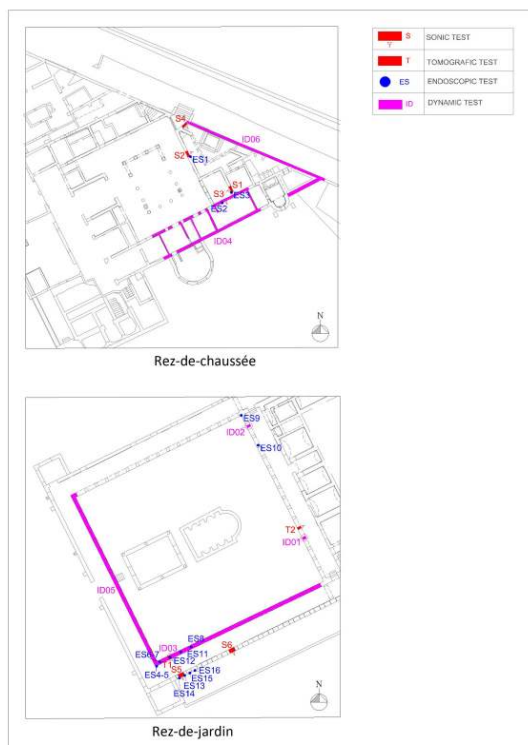 S SONIC TEST
T TOMOGRAFIC TEST
ES ENDOSCOPIC TEST
ID DYNAMIC TEST
S4
ID06
S2
ES1
S1
S3
ES3
ES2
ID04
N
Rez-de-chaussée
ES9
ID02
ES10
T2
ID01
ID05
ES8
ID03
S6
ES6-7
ES11
T1
ES12
ES4-5
S5
ES16
ES15
ES13
ES14
N
Rez-de-jardin